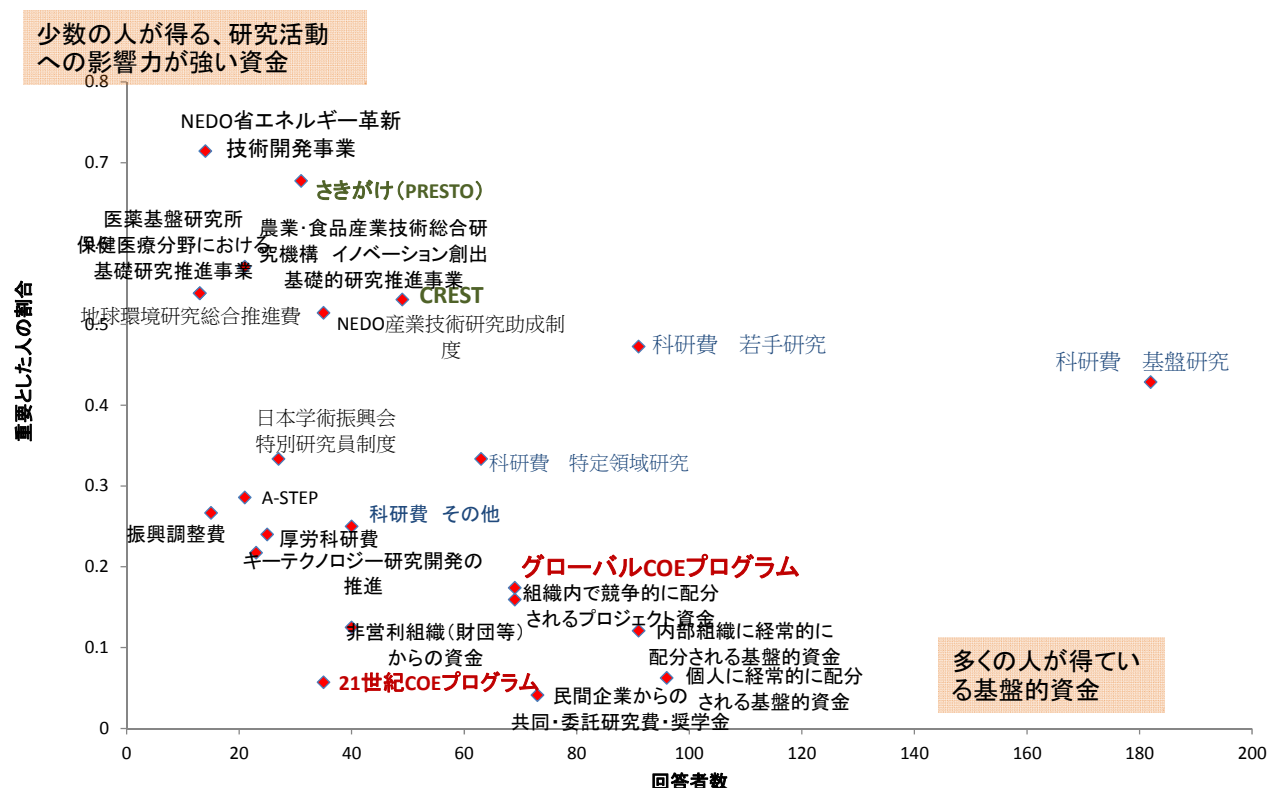 少数の人が得る、研究活動
への影響力が強い資金
0.8
NEDO省エネルギー革新
技術開発事業
0.7
さきがけ(PRESTO)
医薬基盤研究所
保健医療分野における
基礎研究推進事業
農業・食品産業技術総合研
究機構　イノベーション創出
基礎的研究推進事業
CREST
地球環境研究総合推進費
0.5
NEDO産業技術研究助成制
度
科研費　若手研究
科研費　基盤研究
重要とした人の割合
0.4
日本学術振興会
特別研究員制度
科研費　特定領域研究
0.3
A-STEP
振興調整費
科研費　その他
厚労科研費
キーテクノロジー研究開発の
推進
0.2
グローバルCOEプログラム
組織内で競争的に配分
されるプロジェクト資金
非営利組織(財団等)
からの資金
内部組織に経常的に
配分される基盤的資金
0.1
21世紀COEプログラム
個人に経常的に配分
される基盤的資金
民間企業からの
共同・委託研究費・奨学金
多くの人が得てい
る基盤的資金
0
0 20 40 60 80 100 120 140 160 180 200
回答者数